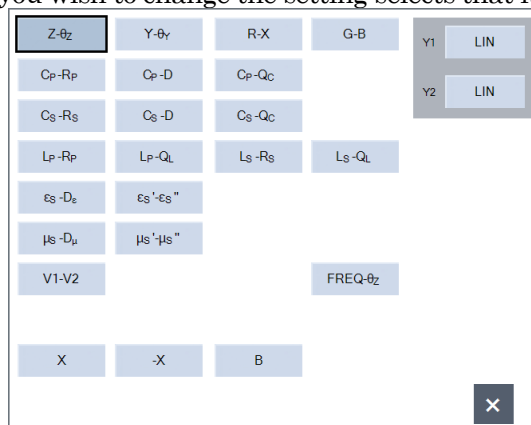 you wish to change the setting selects that f
Z-θZ Y-θY R-X G-B Y1 LIN
CP-RP CP-D CP-QC
Y2 LIN
CS-RS CS-D CS-QC
LP-RP LP-QL LS-RS LS-QL
εS-Dε εS'-εS"
μS-Dμ μS'-μS"
V1-V2 FREQ-θZ
X -X B
×